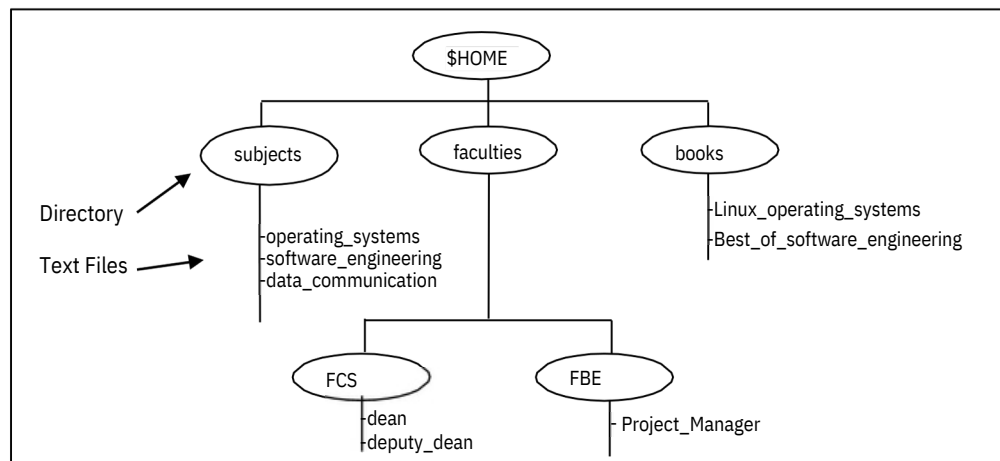 $HOME
subjects
faculties
books
Directory
Text Files
-operating_systems
-software_engineering
-data_communication
-Linux_operating_systems
-Best_of_software_engineering
FCS
FBE
-dean
-deputy_dean
- Project_Manager